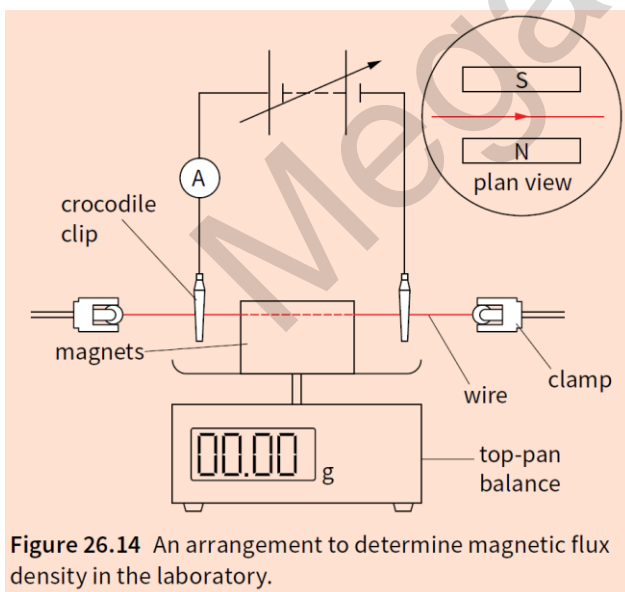 S
N
plan view
A
crocodile
clip
magnets
wire
clamp
00.00 g
top-pan
balance
Figure 26.14 An arrangement to determine magnetic flux
density in the laboratory.
Mega